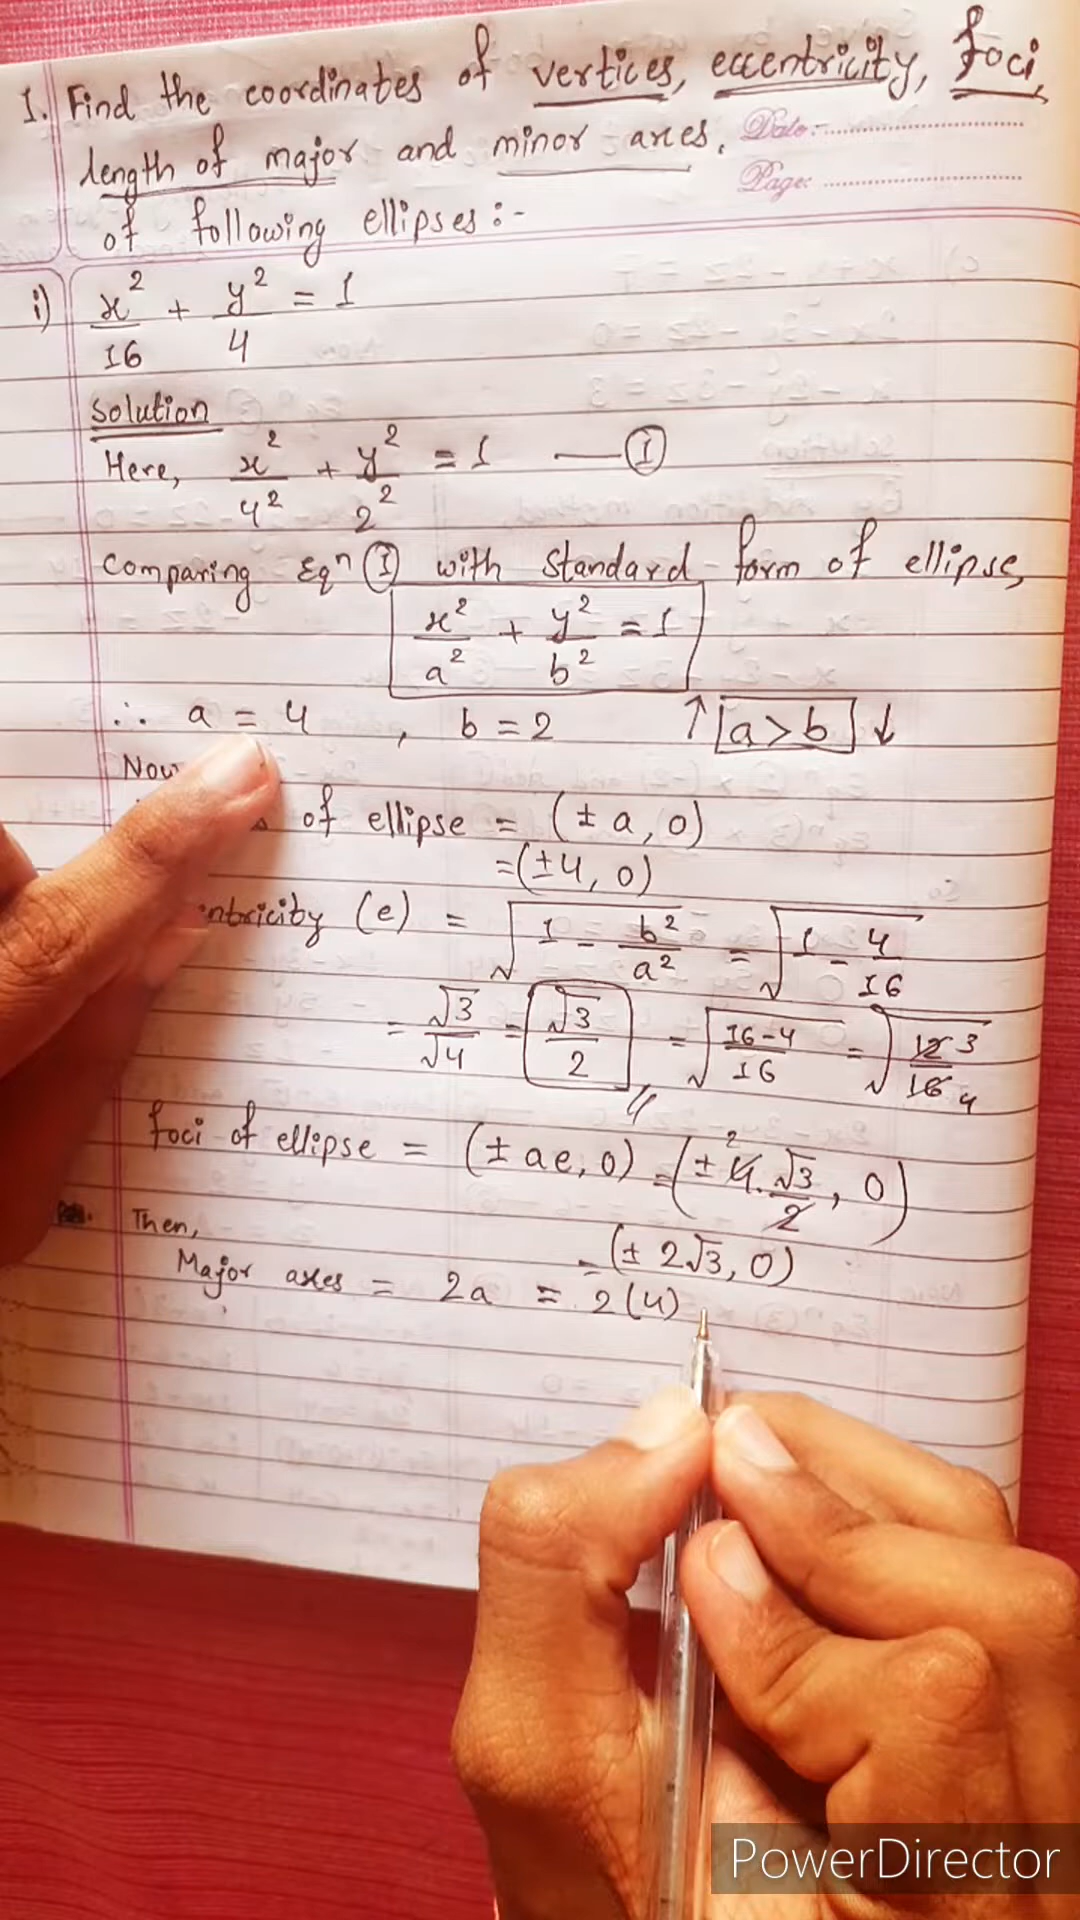 1. Find the coordinates of vertices, eccentricity, foci,
length of major and minor axes,
Date:
Page:
of following ellipses :-
i) x²/16 + y²/4 = 1
Solution
Here, x²/4² + y²/2² = 1 — (I)
Comparing Eqⁿ (I) with standard form of ellipse,
x²/a² + y²/b² = 1
∴ a = 4 , b = 2 ↑ a > b ↓
Now
of ellipse = (± a, 0)
= (± 4, 0)
ntricity (e) = √(1 - b²/a²) = √(1 - 4/16)
= √3/√4 = √3/2 = √(16-4/16) = √(12 3/16 4)
foci of ellipse = (± ae, 0) = (± 4 2 . √3/2, 0)
Then,
= (± 2√3, 0)
Major axes = 2a = 2(4)
PowerDirector